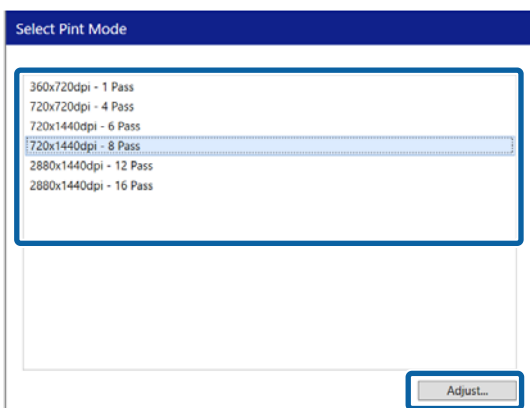 Select Pint Mode
360x720dpi - 1 Pass
720x720dpi - 4 Pass
720x1440dpi - 6 Pass
720x1440dpi - 8 Pass
2880x1440dpi - 12 Pass
2880x1440dpi - 16 Pass
Adjust...